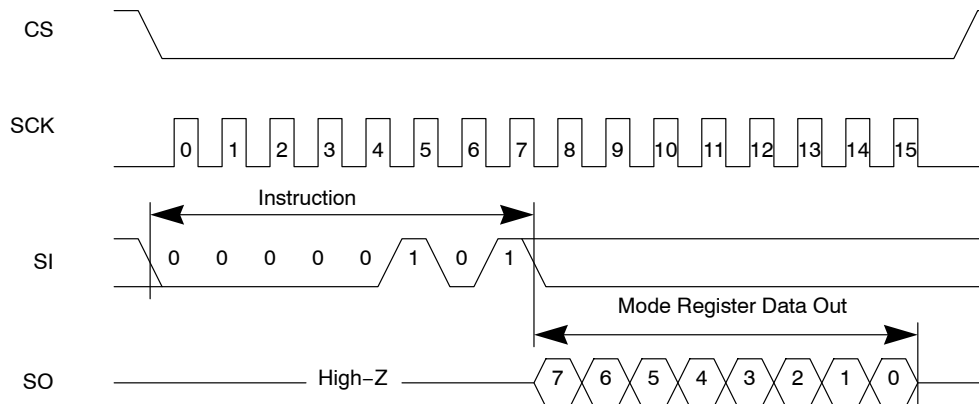 CS
SCK
0 1 2 3 4 5 6 7 8 9 10 11 12 13 14 15
Instruction
SI
0 0 0 0 0 1 0 1
Mode Register Data Out
SO
High−Z
7 6 5 4 3 2 1 0